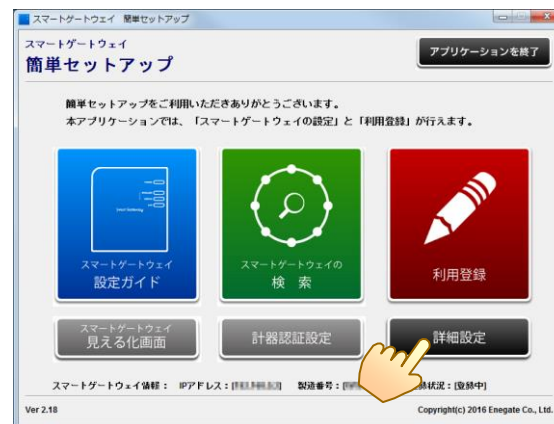 スマートゲートウェイ 簡単セットアップ
スマートゲートウェイ
簡単セットアップ
アプリケーションを終了
簡単セットアップをご利用いただきありがとうございます。
本アプリケーションでは、「スマートゲートウェイの設定」と「利用登録」が行えます。
スマートゲートウェイ
設定ガイド
スマートゲートウェイの
検 索
利用登録
スマートゲートウェイ
見える化画面
計器認証設定
詳細設定
スマートゲートウェイ情報： IPアドレス： 製造番号： 状況：[登録中]
Ver 2.18
Copyright(c) 2016 Enegate Co., Ltd.